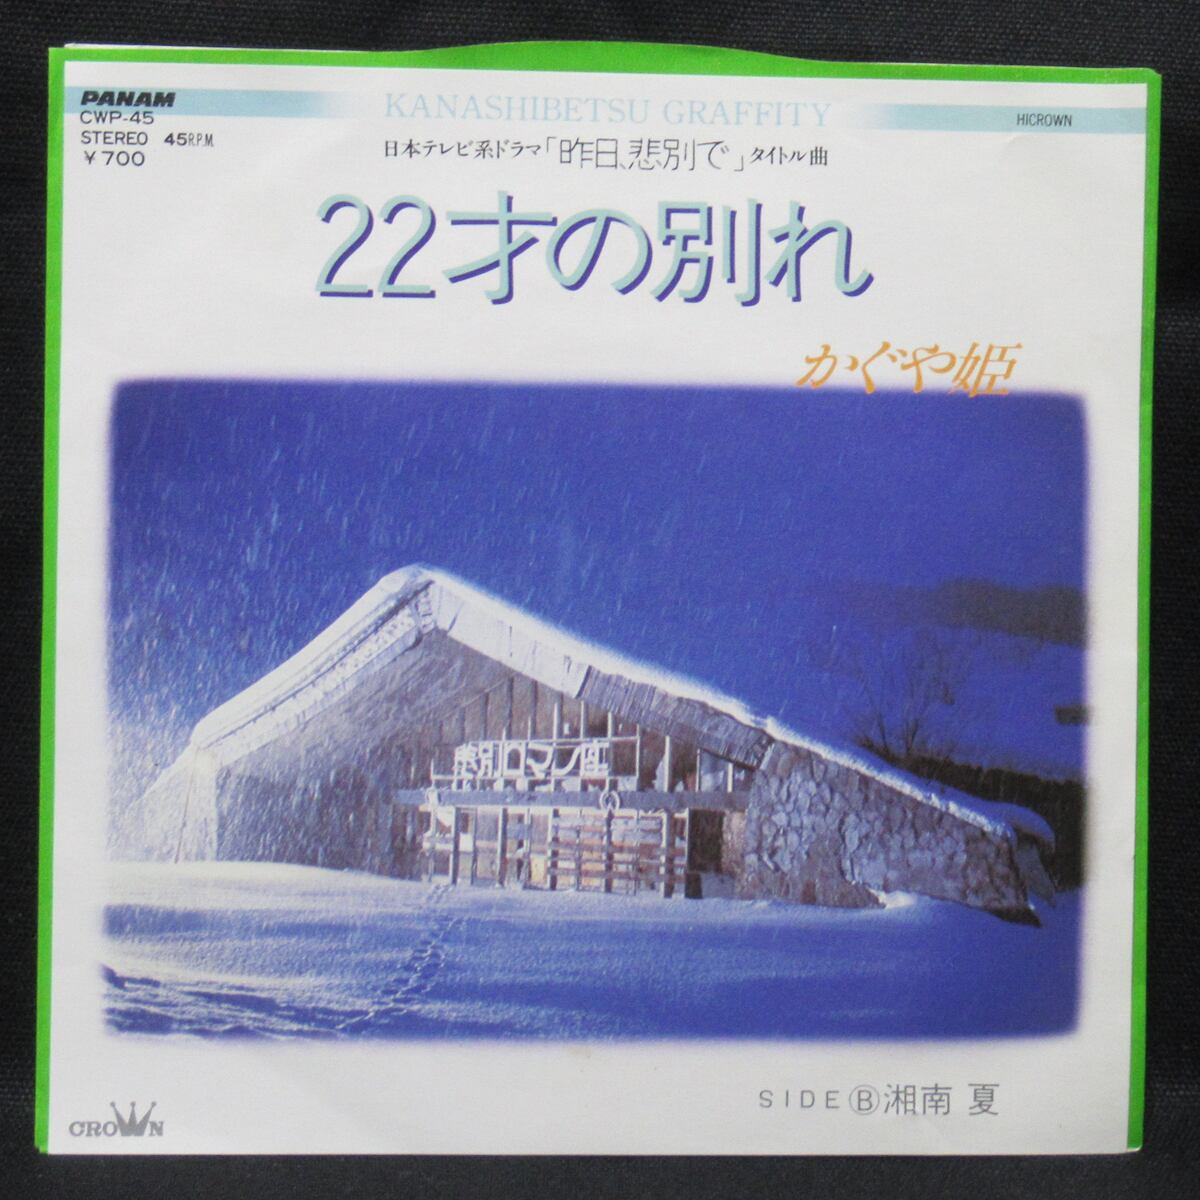 PANAM
CWP-45
STEREO 45R.P.M.
¥700
KANASHIBETSU GRAFFITY
HICROWN
日本テレビ系ドラマ「昨日、悲別で」タイトル曲
22才の別れ
かぐや姫
悲別ロマン座
SIDE Ⓑ湘南 夏
CROWN